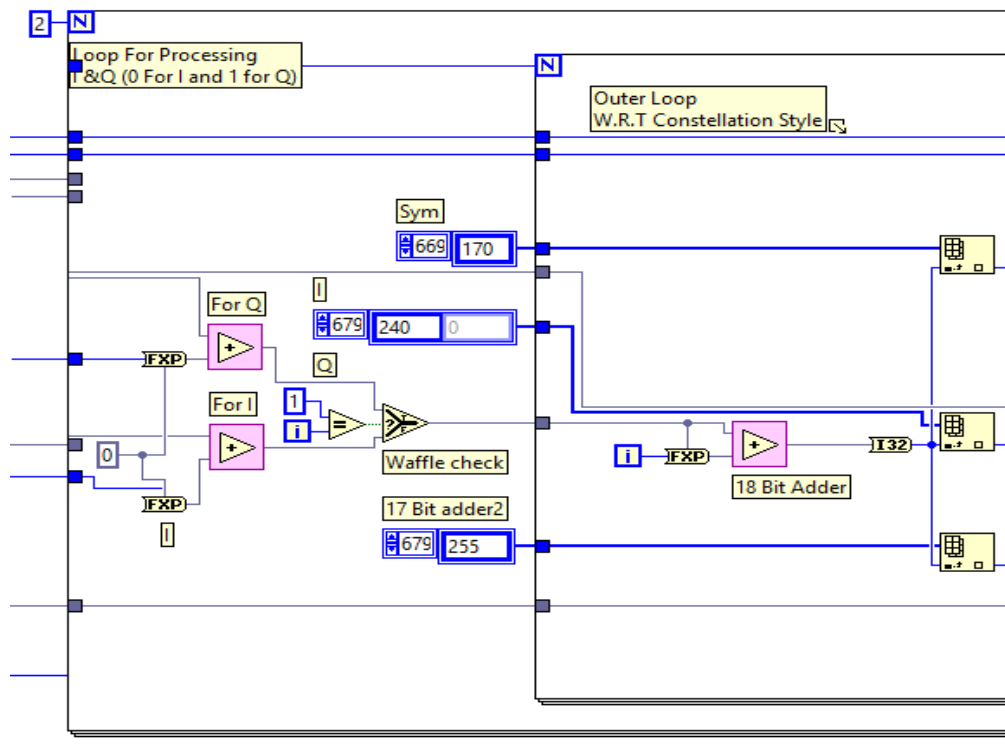 2
N
Loop For Processing
I &Q (0 For I and 1 for Q)
N
Outer Loop
W.R.T Constellation Style
Sym
669
170
I
679
240
0
For Q
FXP
+
Q
1
i
=
?
F
For I
+
0
FXP
I
Waffle check
i
FXP
+
I32
18 Bit Adder
17 Bit adder2
679
255